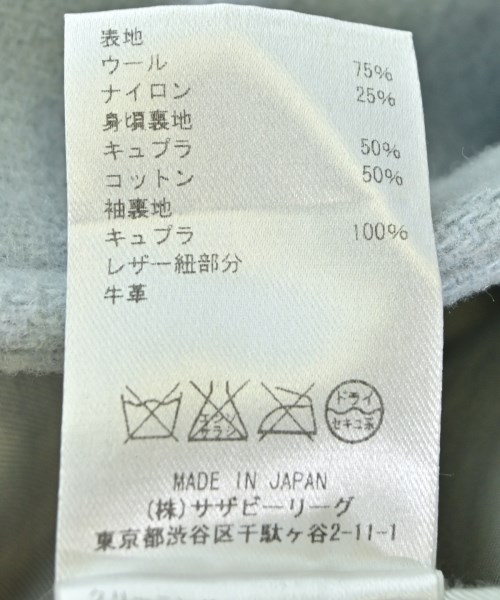 表地
ウール 75%
ナイロン 25%
身頃裏地
キュプラ 50%
コットン 50%
袖裏地
キュプラ 100%
レザー紐部分
牛革
エンソ
サラシ
ドライ
セキユ系
MADE IN JAPAN
(株)サザビーリーグ
東京都渋谷区千駄ヶ谷2-11-1